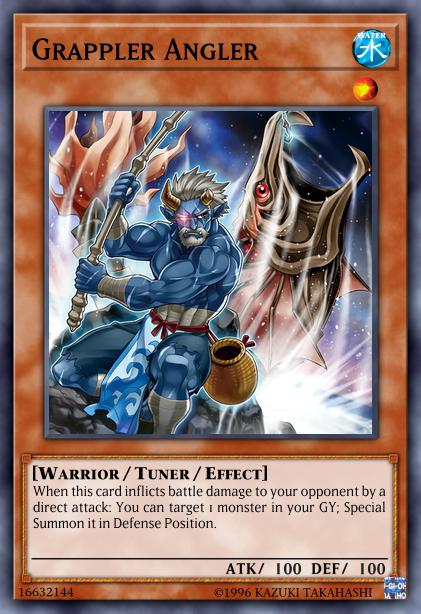 Grappler Angler
WATER
水
[Warrior / Tuner / Effect]
When this card inflicts battle damage to your opponent by a
direct attack: You can target 1 monster in your GY; Special
Summon it in Defense Position.
ATK/ 100 DEF/ 100
16632144
©1996 KAZUKI TAKAHASHI